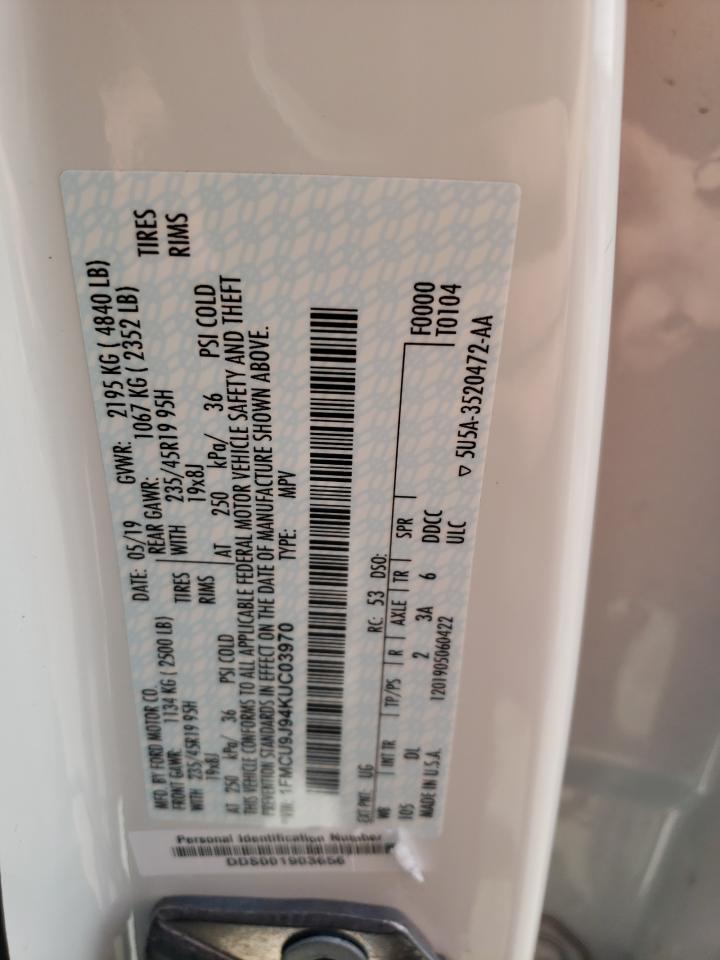 MFD. BY FORD MOTOR CO.
DATE: 05/19 GVWR: 2195 KG ( 4840 LB)
FRONT GAWR: 1134 KG ( 2500 LB) REAR GAWR: 1067 KG ( 2352 LB)
WITH 235/45R19 95H TIRES WITH 235/45R19 95H TIRES
19x8J RIMS 19x8J RIMS
AT 250 kPa/ 36 PSI COLD AT 250 kPa/ 36 PSI COLD
THIS VEHICLE CONFORMS TO ALL APPLICABLE FEDERAL MOTOR VEHICLE SAFETY AND THEFT
PREVENTION STANDARDS IN EFFECT ON THE DATE OF MANUFACTURE SHOWN ABOVE.
VIN: 1FMCU9J94KUC03970 TYPE: MPV
EXT PNT: UG RC: 53 DSO: F0000
WB INT TR TP/PS R AXLE TR SPR T0104
105 DL 2 3A 6 DDCC
MADE IN U.S.A. 1201905060422 ULC ▽ 5U5A-3520472-AA
Personal Identification Number
DDS001903656